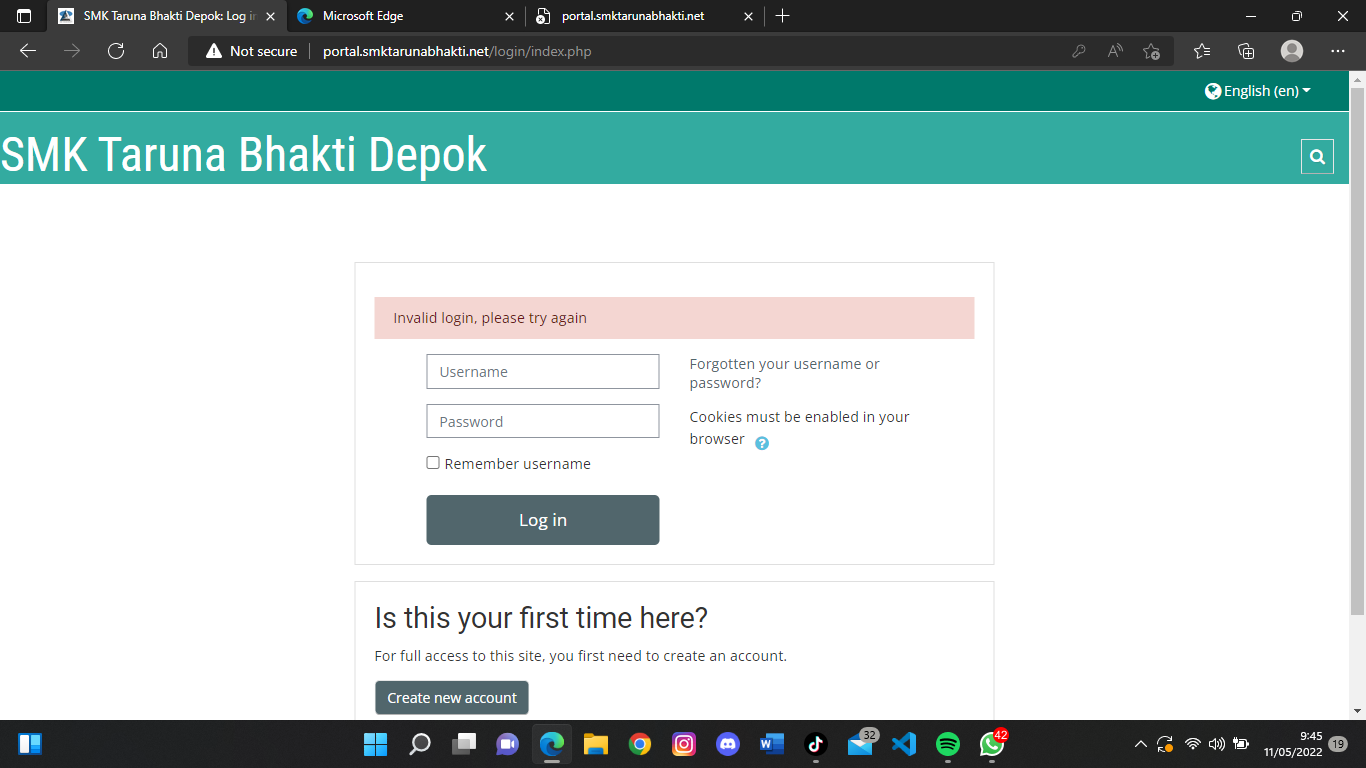 SMK Taruna Bhakti Depok: Log in
Microsoft Edge
portal.smktarunabhakti.net
Not secure
portal.smktarunabhakti.net/login/index.php
English (en)
SMK Taruna Bhakti Depok
Invalid login, please try again
Username
Forgotten your username or
password?
Password
Cookies must be enabled in your
browser
Remember username
Log in
Is this your first time here?
For full access to this site, you first need to create an account.
Create new account
32
42
9:45
11/05/2022
19